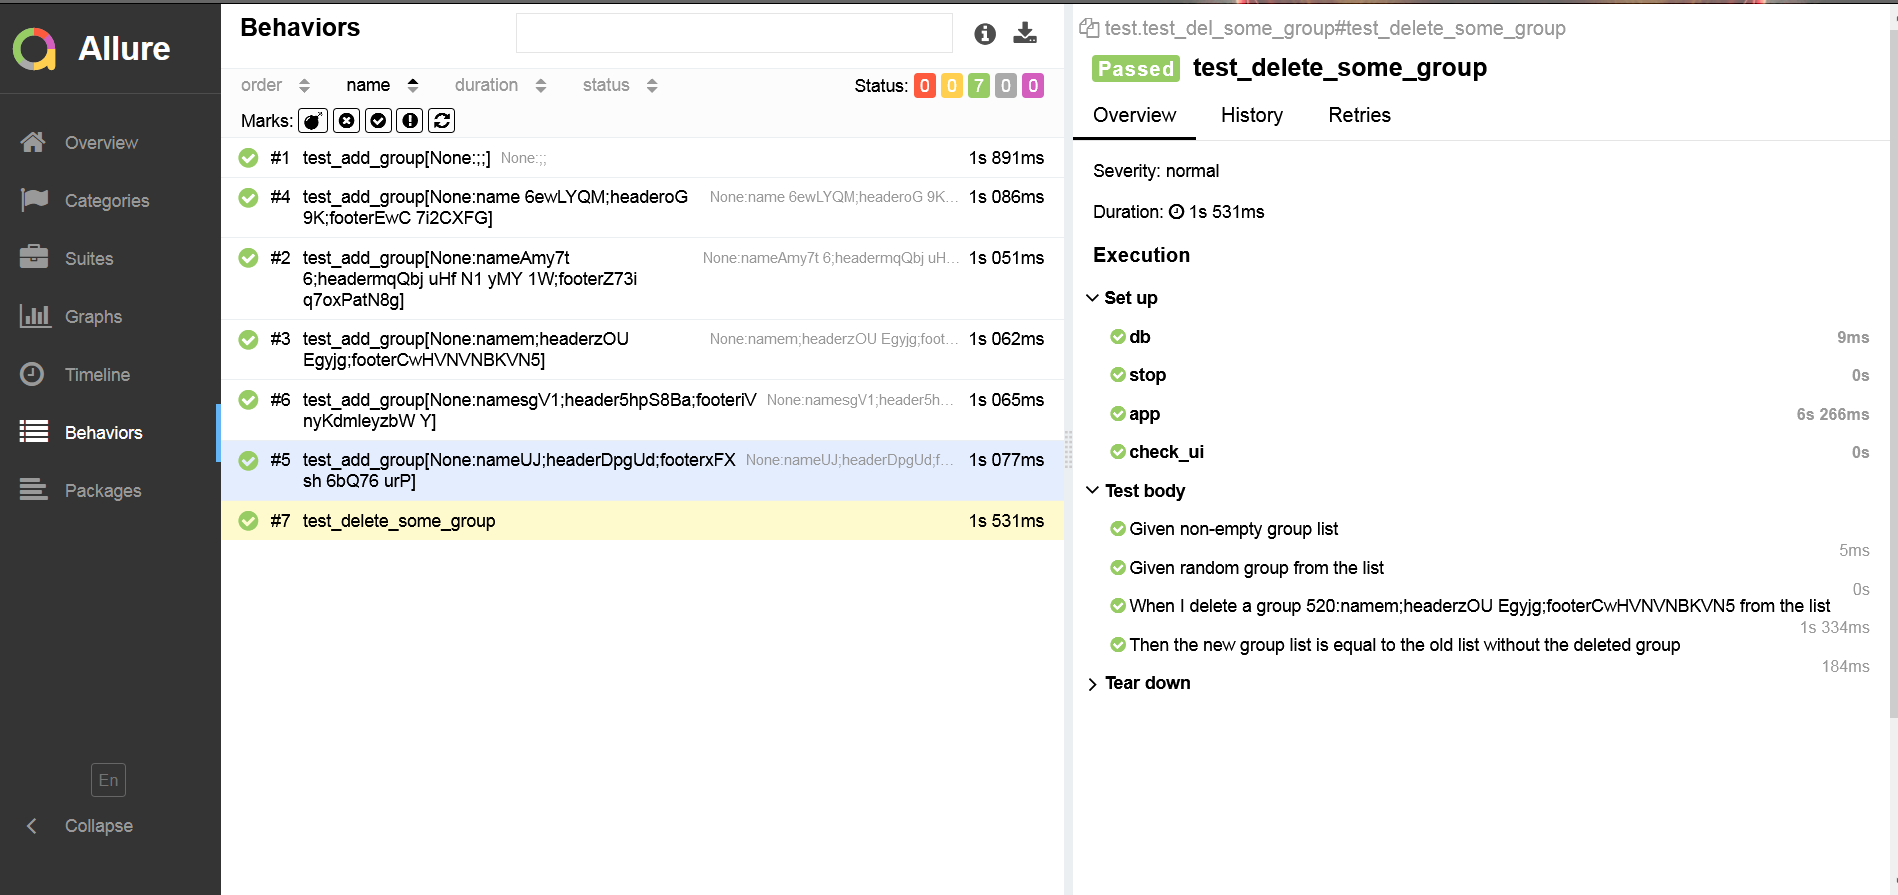 Allure
Overview
Categories
Suites
Graphs
Timeline
Behaviors
Packages
En
Collapse
Behaviors
order name duration status Status: 0 0 7 0 0
Marks:
#1 test_add_group[None:;;] None:;; 1s 891ms
#4 test_add_group[None:name 6ewLYQM;headeroG None:name 6ewLYQM;headeroG 9K... 1s 086ms
9K;footerEwC 7i2CXFG]
#2 test_add_group[None:nameAmy7t None:nameAmy7t 6;headermqQbj uH... 1s 051ms
6;headermqQbj uHf N1 yMY 1W;footerZ73i
q7oxPatN8g]
#3 test_add_group[None:namem;headerzOU None:namem;headerzOU Egyjg;foot... 1s 062ms
Egyjg;footerCwHVNVNBKVN5]
#6 test_add_group[None:namesgV1;header5hpS8Ba;footeriV None:namesgV1;header5h... 1s 065ms
nyKdmleyzbW Y]
#5 test_add_group[None:nameUJ;headerDpgUd;footerxFX None:nameUJ;headerDpgUd;f... 1s 077ms
sh 6bQ76 urP]
#7 test_delete_some_group 1s 531ms
test.test_del_some_group#test_delete_some_group
Passed test_delete_some_group
Overview History Retries
Severity: normal
Duration: 1s 531ms
Execution
Set up
db 9ms
stop 0s
app 6s 266ms
check_ui 0s
Test body
Given non-empty group list
5ms
Given random group from the list
0s
When I delete a group 520:namem;headerzOU Egyjg;footerCwHVNVNBKVN5 from the list
1s 334ms
Then the new group list is equal to the old list without the deleted group
184ms
Tear down